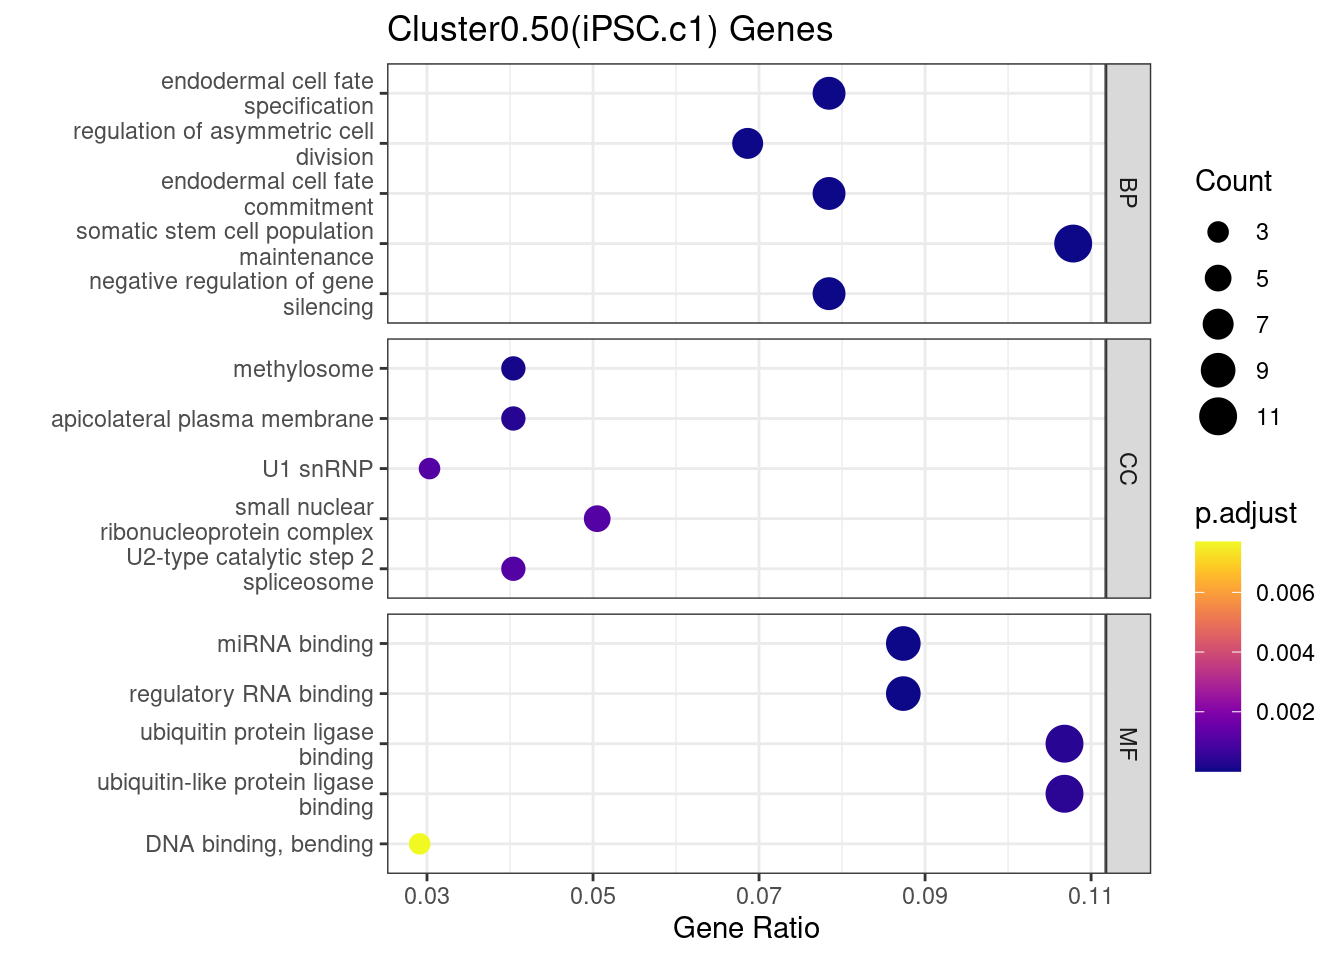 Cluster0.50(iPSC.c1) Genes
endodermal cell fate
specification
regulation of asymmetric cell
division
endodermal cell fate
commitment
somatic stem cell population
maintenance
negative regulation of gene
silencing
BP
methylosome
apicolateral plasma membrane
U1 snRNP
small nuclear
ribonucleoprotein complex
U2-type catalytic step 2
spliceosome
CC
miRNA binding
regulatory RNA binding
ubiquitin protein ligase
binding
ubiquitin-like protein ligase
binding
DNA binding, bending
MF
0.03
0.05
0.07
0.09
0.11
Gene Ratio
Count
3
5
7
9
11
p.adjust
0.006
0.004
0.002